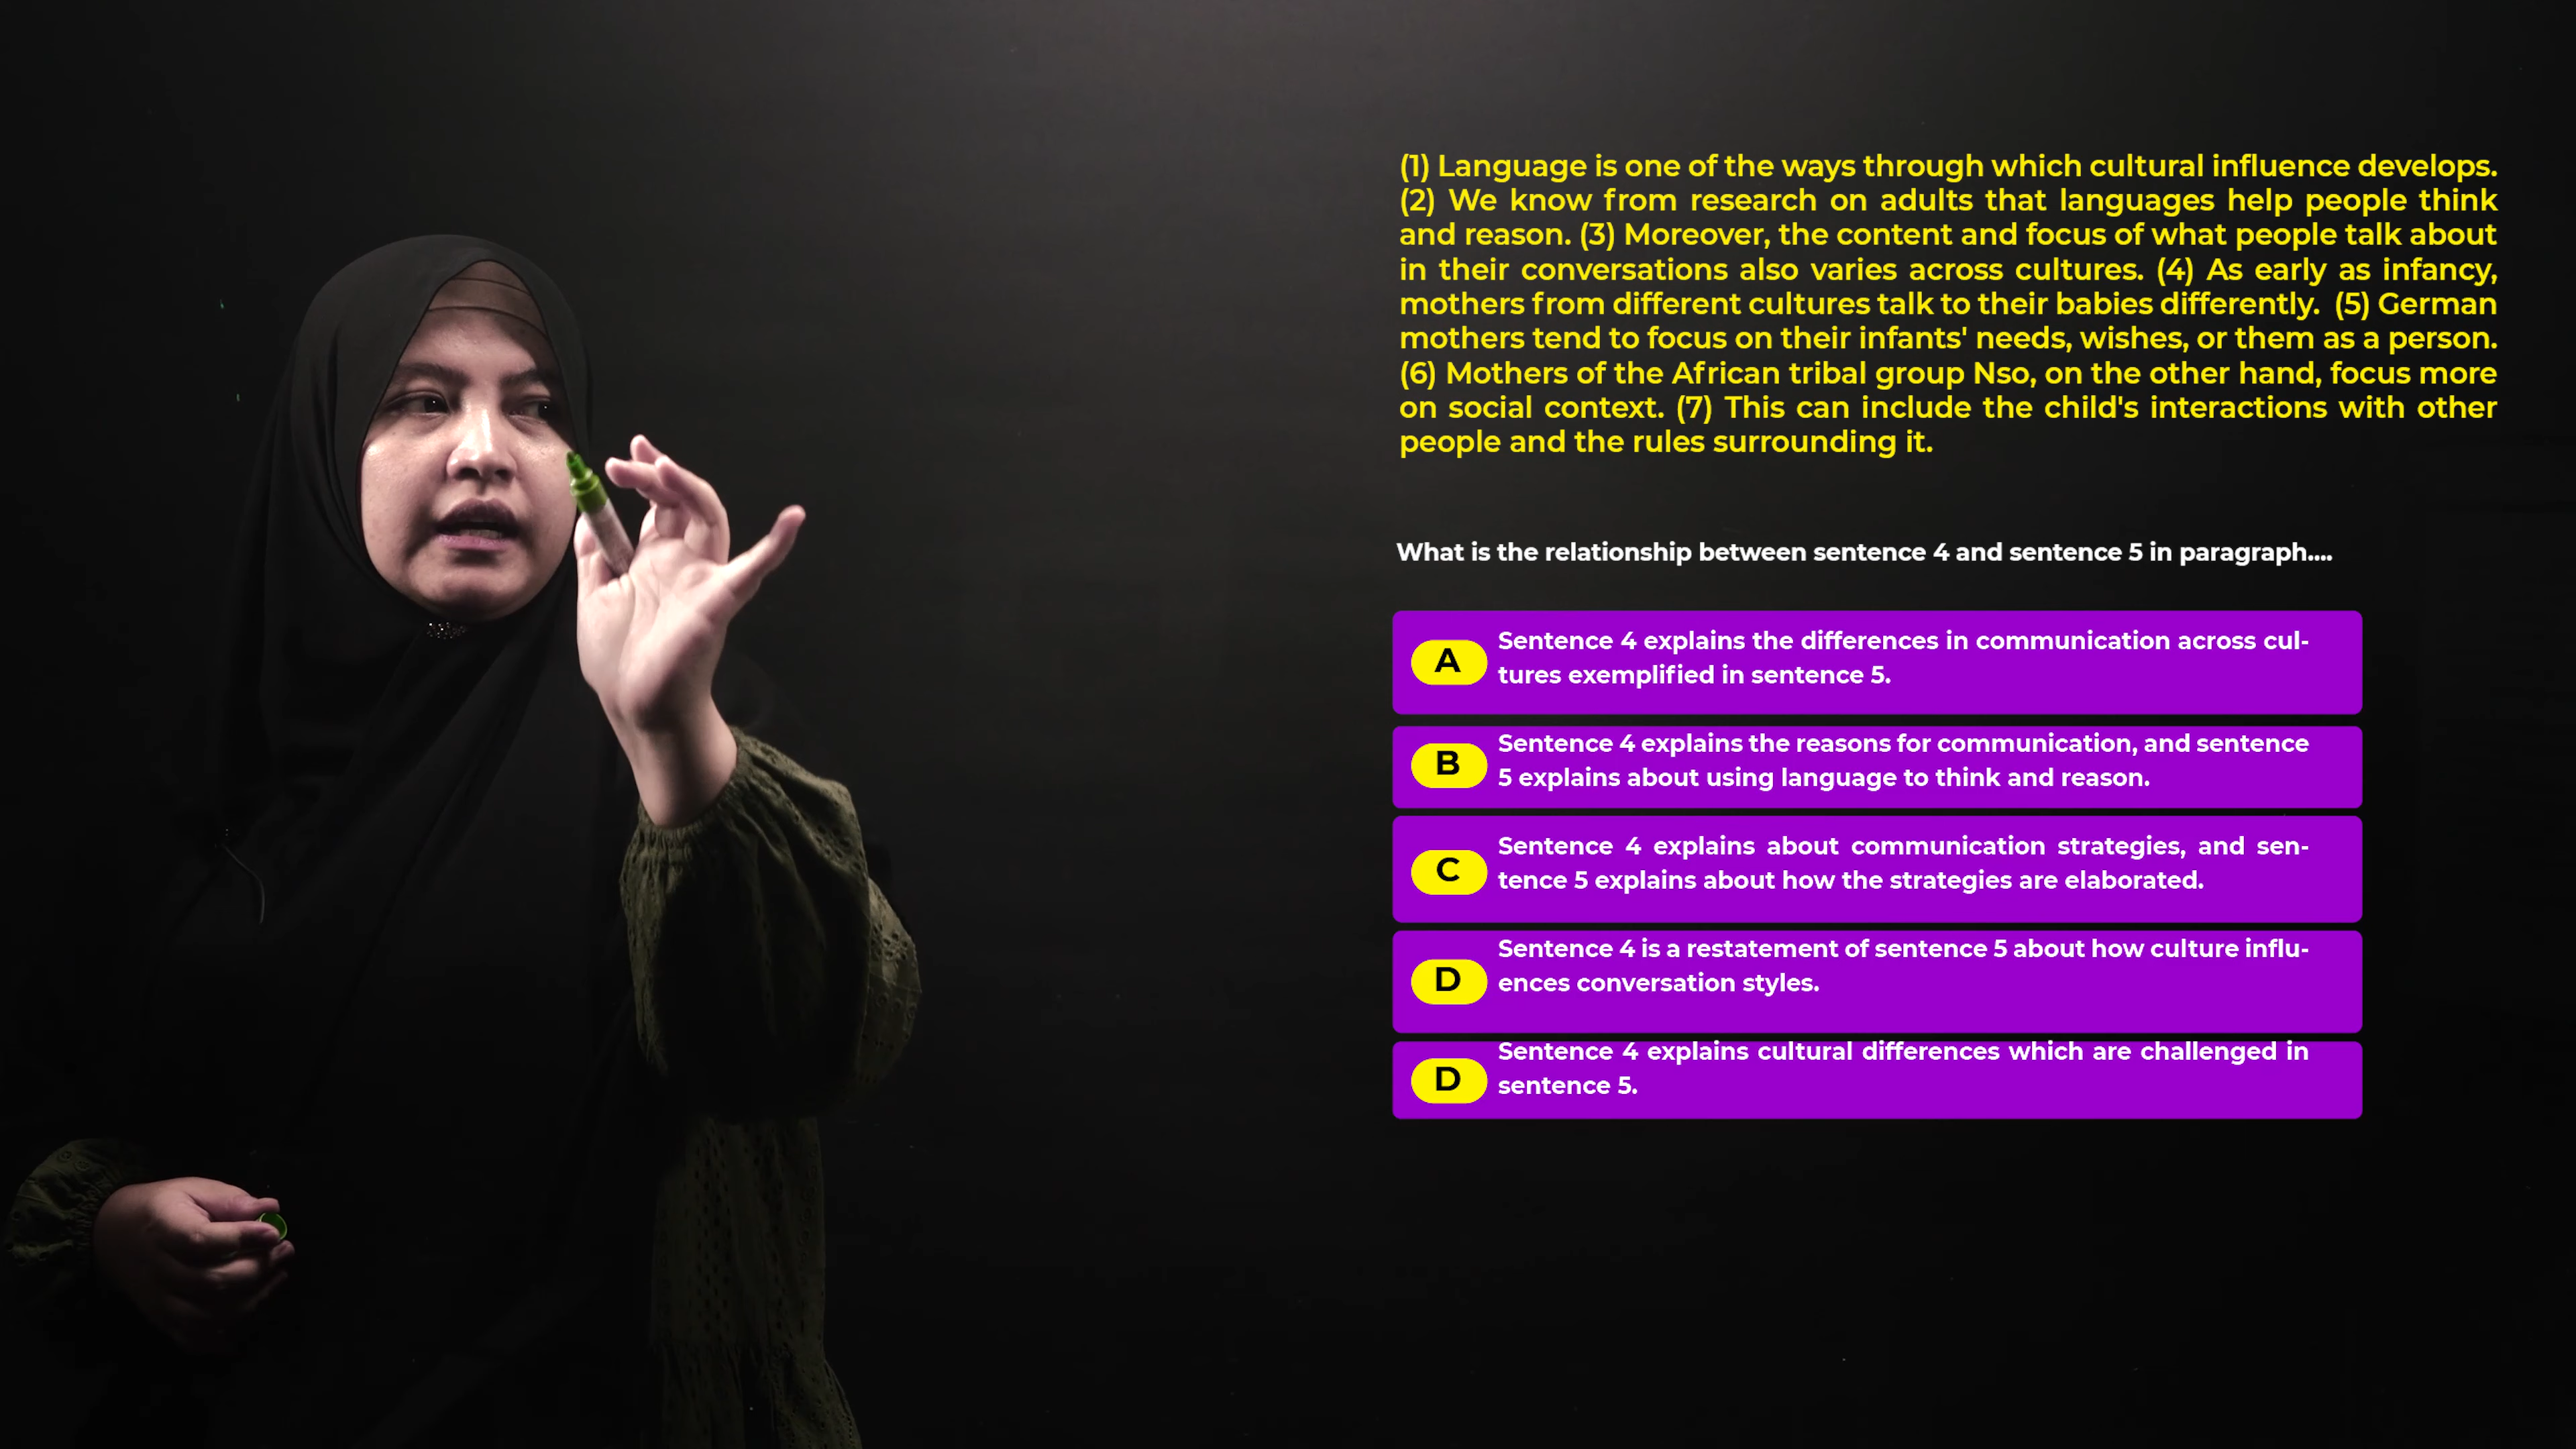 (1) Language is one of the ways through which cultural influence develops.
(2) We know from research on adults that languages help people think
and reason. (3) Moreover, the content and focus of what people talk about
in their conversations also varies across cultures. (4) As early as infancy,
mothers from different cultures talk to their babies differently. (5) German
mothers tend to focus on their infants' needs, wishes, or them as a person.
(6) Mothers of the African tribal group Nso, on the other hand, focus more
on social context. (7) This can include the child's interactions with other
people and the rules surrounding it.
What is the relationship between sentence 4 and sentence 5 in paragraph....
A
Sentence 4 explains the differences in communication across cul-
tures exemplified in sentence 5.
B
Sentence 4 explains the reasons for communication, and sentence
5 explains about using language to think and reason.
C
Sentence 4 explains about communication strategies, and sen-
tence 5 explains about how the strategies are elaborated.
D
Sentence 4 is a restatement of sentence 5 about how culture influ-
ences conversation styles.
D
Sentence 4 explains cultural differences which are challenged in
sentence 5.